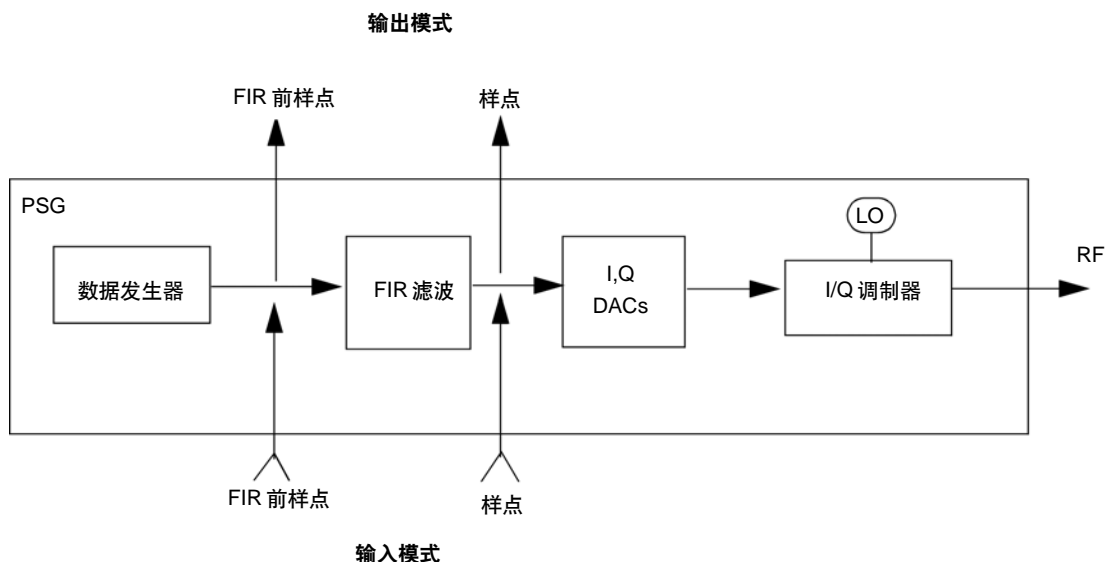 输出模式
FIR 前样点
样点
PSG
LO
RF
数据发生器
FIR 滤波
I,Q
DACs
I/Q 调制器
FIR 前样点
样点
输入模式